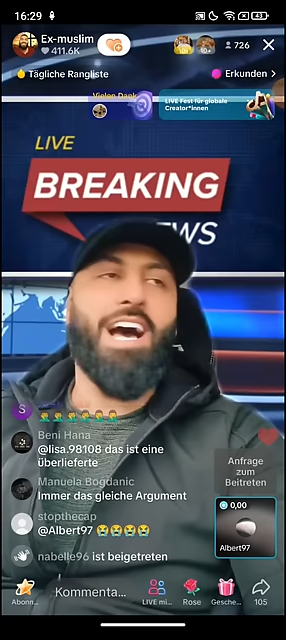 16:29
43
Ex-muslim
411.6K
726
Tägliche Rangliste
Erkunden >
Vielen Dank
LIVE Fest für globale
Creator*innen
LIVE
BREAKING
NEWS
S
Beni Hana
@lisa.98108 das ist eine
überlieferte
Manuela Bogdanic
Immer das gleiche Argument
stopthecap
@Albert97 😭😭😭😭
nabelle96 ist beigetreten
Anfrage
zum
Beitreten
0,00
Albert97
Abonn...
Kommenta...
LIVE mi...
Rose
Gesche...
105